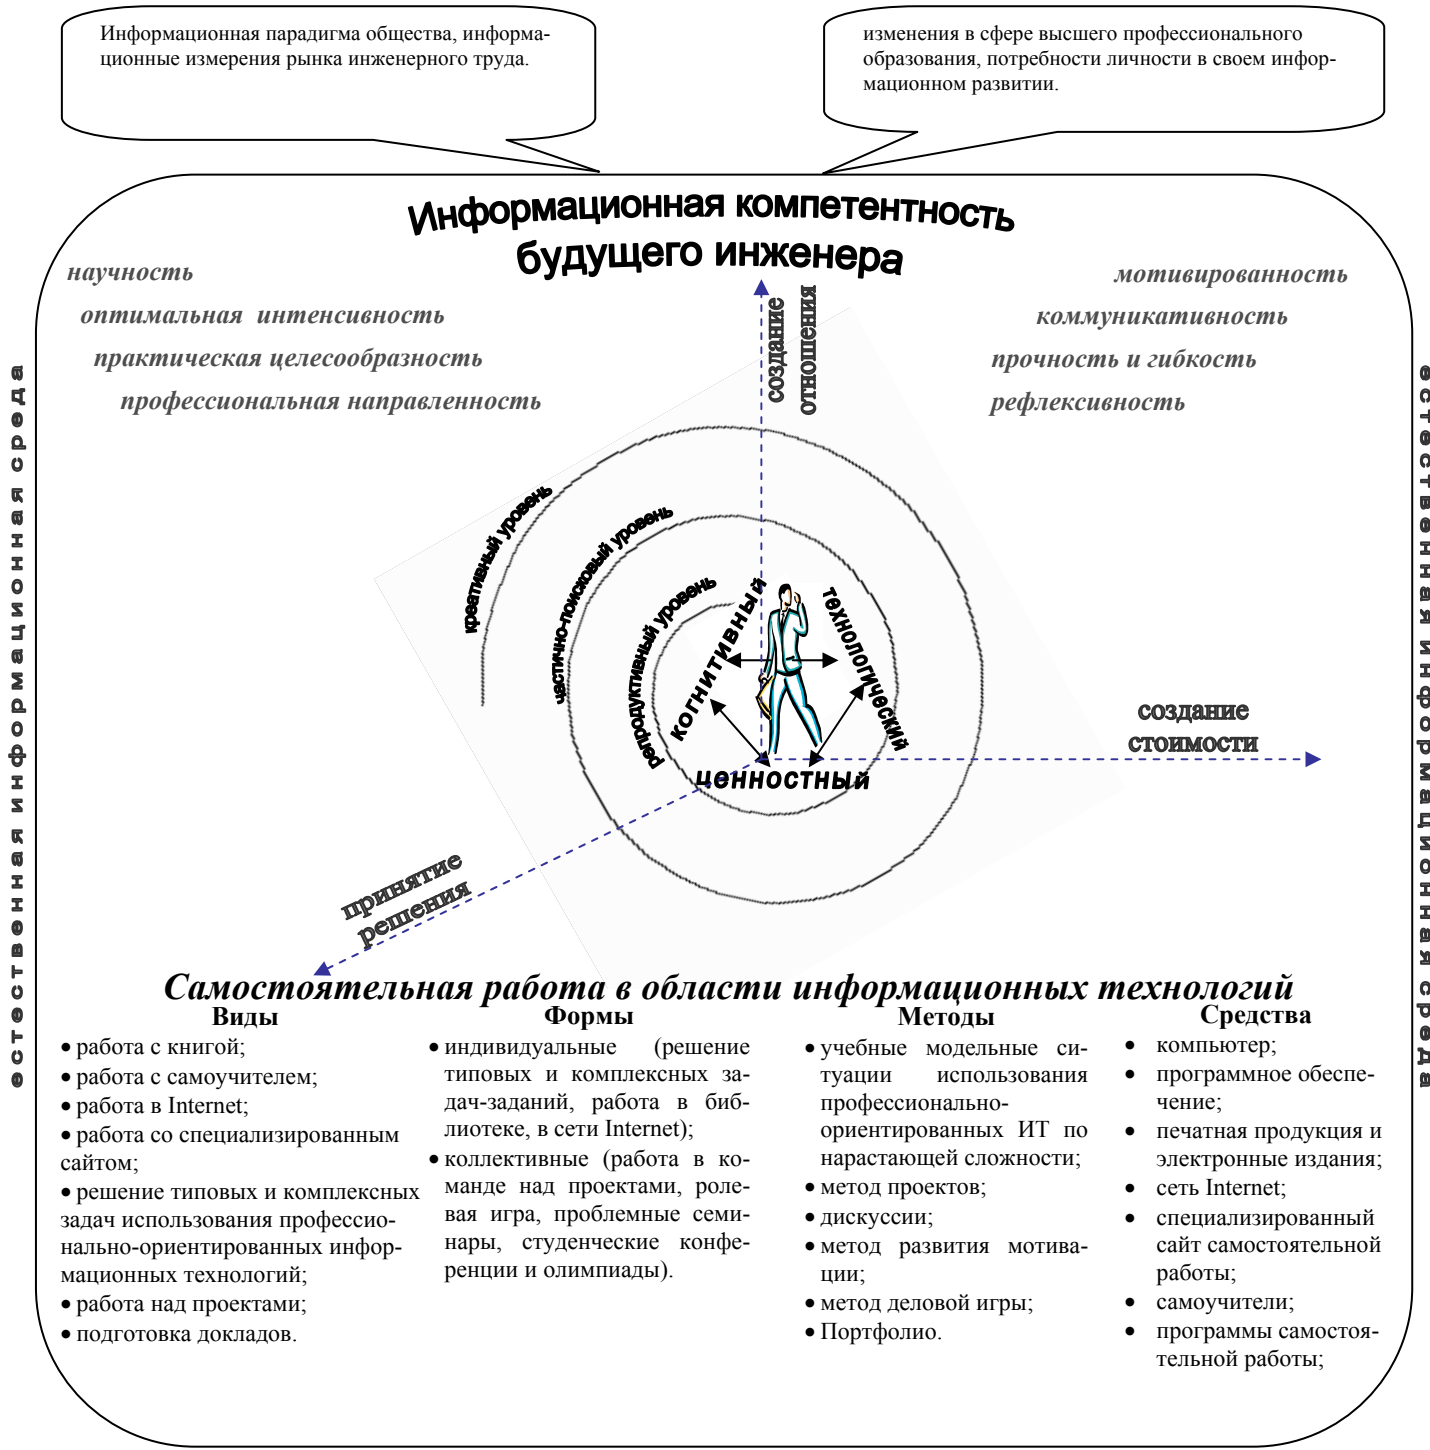 Информационная парадигма общества, информа-
ционные измерения рынка инженерного труда.
изменения в сфере высшего профессионального
образования, потребности личности в своем инфор-
мационном развитии.
Информационная компетентность
будущего инженера
научность
оптимальная интенсивность
практическая целесообразность
профессиональная направленность
мотивированность
коммуникативность
прочность и гибкость
рефлексивность
естественная информационная среда
естественная информационная среда
создание
отношения
креативный уровень
частично-поисковый уровень
репродуктивный уровень
когнитивный
технологический
ценностный
создание
стоимости
принятие
решения
Самостоятельная работа в области информационных технологий
Виды
• работа с книгой;
• работа с самоучителем;
• работа в Internet;
• работа со специализированным
сайтом;
• решение типовых и комплексных
задач использования профессио-
нально-ориентированных инфор-
мационных технологий;
• работа над проектами;
• подготовка докладов.
Формы
• индивидуальные (решение
типовых и комплексных за-
дач-заданий, работа в биб-
лиотеке, в сети Internet);
• коллективные (работа в ко-
манде над проектами, роле-
вая игра, проблемные семи-
нары, студенческие конфе-
ренции и олимпиады).
Методы
• учебные модельные си-
туации использования
профессионально-
ориентированных ИТ по
нарастающей сложности;
• метод проектов;
• дискуссии;
• метод развития мотива-
ции;
• метод деловой игры;
• Портфолио.
Средства
• компьютер;
• программное обеспе-
чение;
• печатная продукция и
электронные издания;
• сеть Internet;
• специализированный
сайт самостоятельной
работы;
• самоучители;
• программы самостоя-
тельной работы;